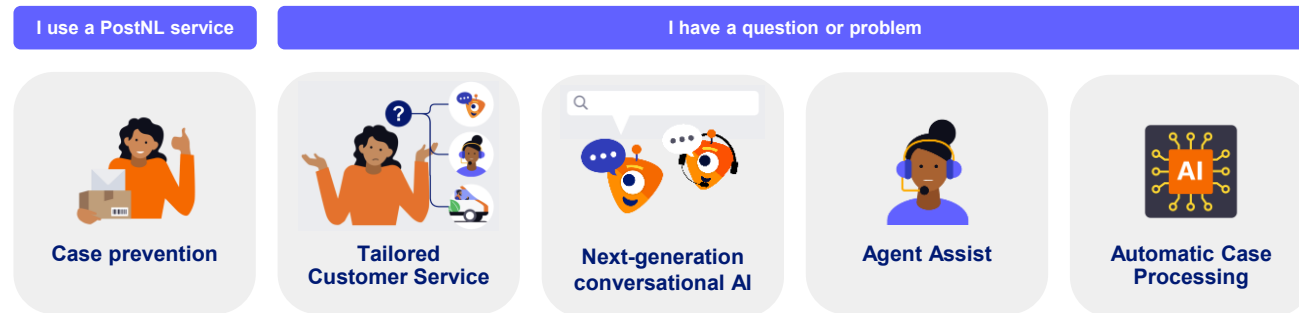 I use a PostNL service
I have a question or problem
?
AI
Case prevention
Tailored
Customer Service
Next-generation
conversational AI
Agent Assist
Automatic Case
Processing